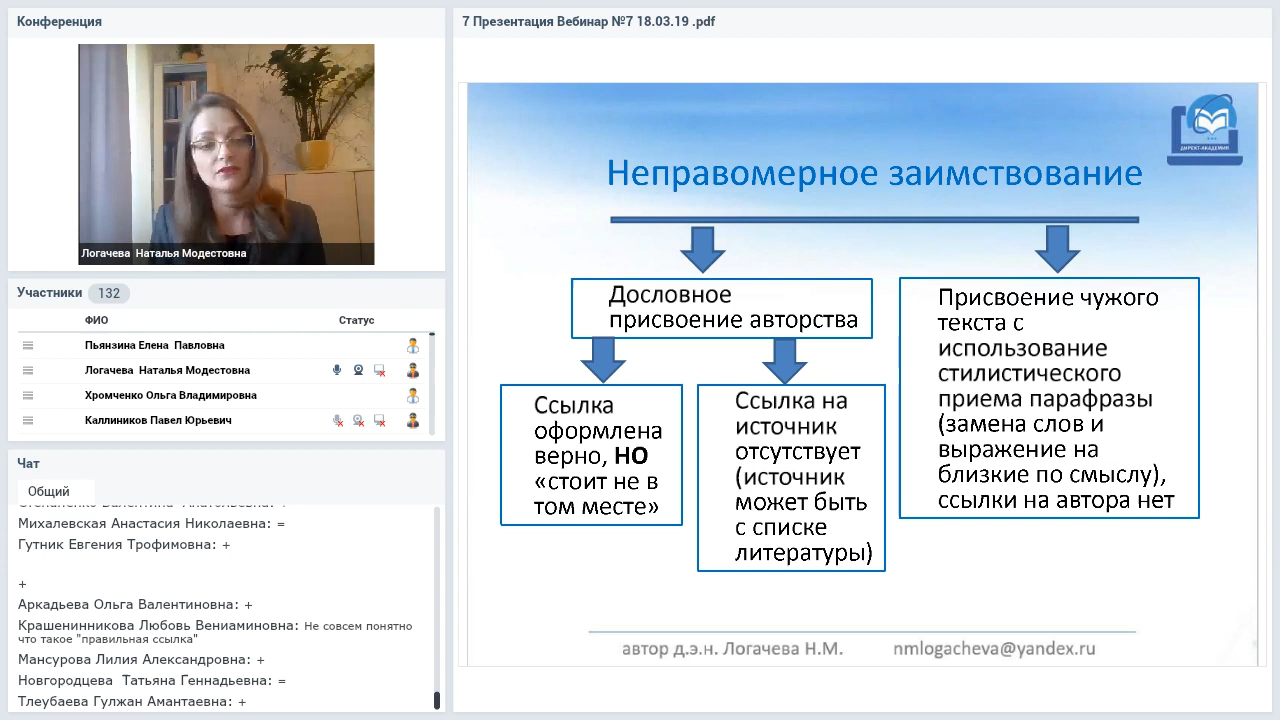 Конференция
Логачева  Наталья Модестовна
Участники 132
ФИО Статус
Пьянзина Елена  Павловна
Логачева  Наталья Модестовна
Хромченко Ольга Владимировна
Каллиников Павел Юрьевич
Чат
Общий
Михалевская Анастасия Николаевна: =
Гутник Евгения Трофимовна: +
+
Аркадьева Ольга Валентиновна: +
Крашенинникова Любовь Вениаминовна: Не совсем понятно
что такое "правильная ссылка"
Мансурова Лилия Александровна: +
Новгородцева  Татьяна Геннадьевна: =
Тлеубаева Гулжан Амантаевна: +
7 Презентация Вебинар №7 18.03.19 .pdf
ДИРЕКТ-АКАДЕМИЯ
Неправомерное заимствование
Дословное
присвоение авторства
Ссылка
оформлена
верно, НО
«стоит не в
том месте»
Ссылка на
источник
отсутствует
(источник
может быть
с списке
литературы)
Присвоение чужого
текста с
использование
стилистического
приема парафразы
(замена слов и
выражение на
близкие по смыслу),
ссылки на автора нет
автор д.э.н. Логачева Н.М. nmlogacheva@yandex.ru